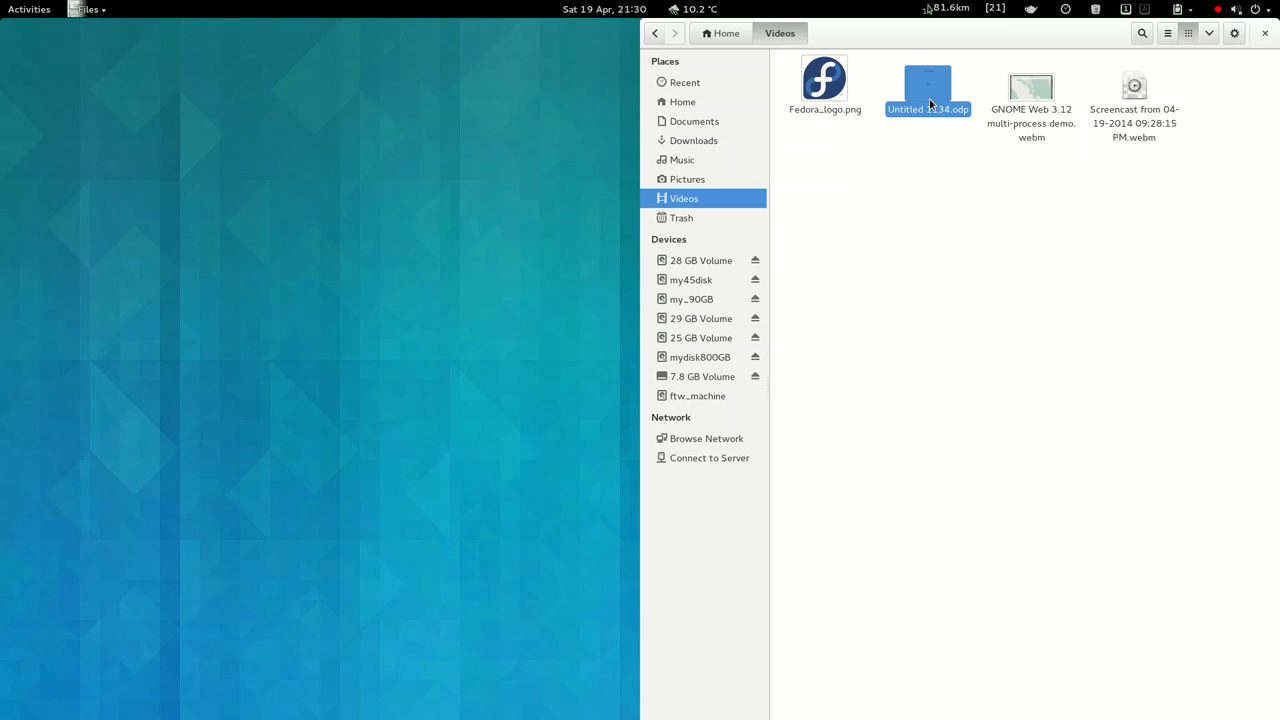 Activities Files Sat 19 Apr, 21:30 10.2 °C 81.6km [21] 1 A
Home Videos
Places
Recent
Home
Documents
Downloads
Music
Pictures
Videos
Trash
Devices
28 GB Volume
my45disk
my_90GB
29 GB Volume
25 GB Volume
mydisk800GB
7.8 GB Volume
ftw_machine
Network
Browse Network
Connect to Server
Fedora_logo.png
Untitled
GNOME Web 3.12
multi-process demo.
webm
Screencast from 04-
19-2014 09:28:15
PM.webm